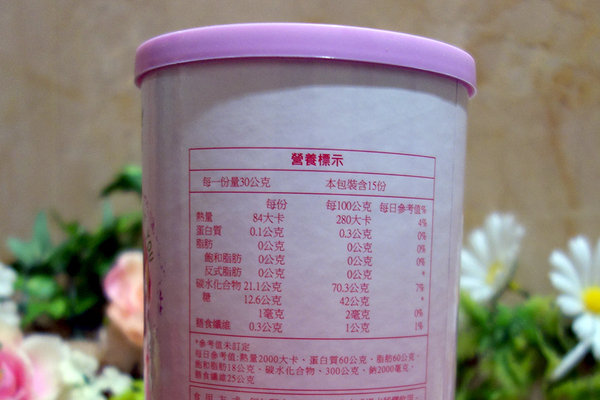 營養標示
每一份量30公克 本包裝含15份
每份 每100公克 每日參考值%
熱量 84大卡 280大卡 4%
蛋白質 0.1公克 0.3公克 0%
脂肪 0公克 0公克 0%
飽和脂肪 0公克 0公克 0%
反式脂肪 0公克 0公克 *
碳水化合物 21.1公克 70.3公克 7%
糖 12.6公克 42公克 *
1毫克 2毫克 0%
膳食纖維 0.3公克 1公克 1%
*參考值未訂定
每日參考值:熱量2000大卡、蛋白質60公克、脂肪60公克、
飽和脂肪18公克、碳水化合物、300公克、鈉2000毫克、
膳食纖維25公克